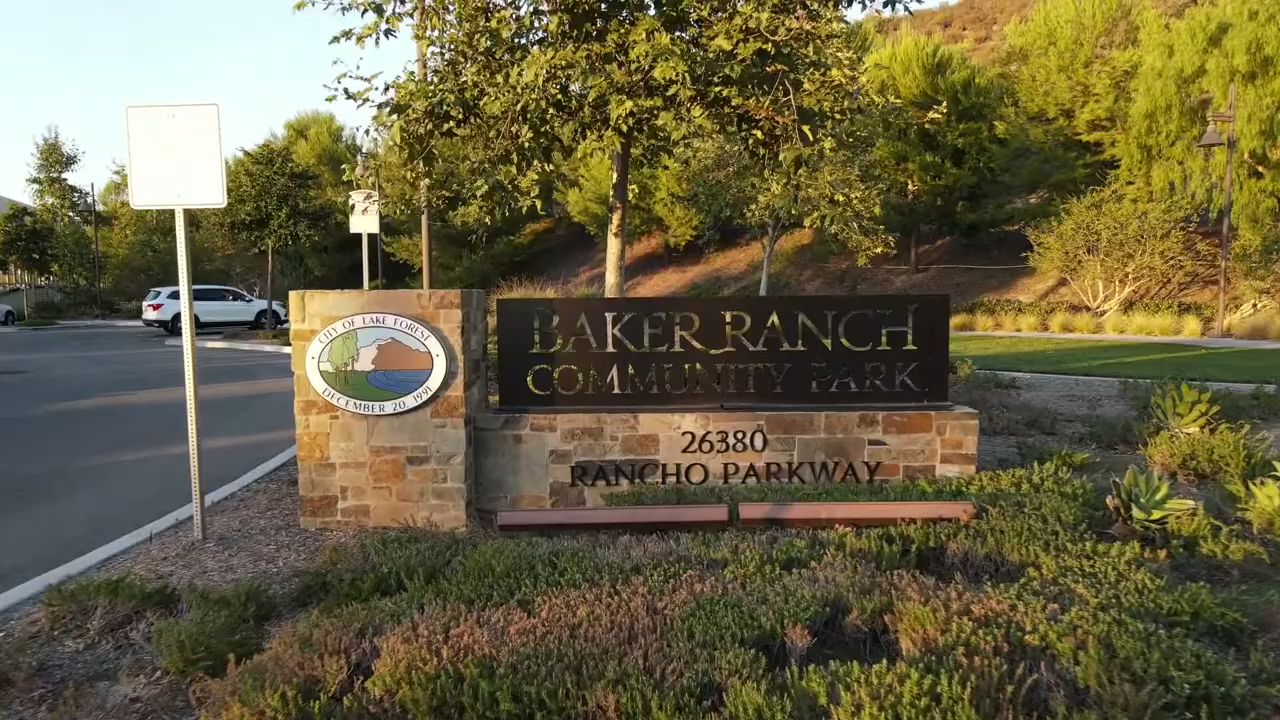 CITY OF LAKE FOREST
DECEMBER 20, 1991
BAKER RANCH
COMMUNITY PARK
26380
RANCHO PARKWAY